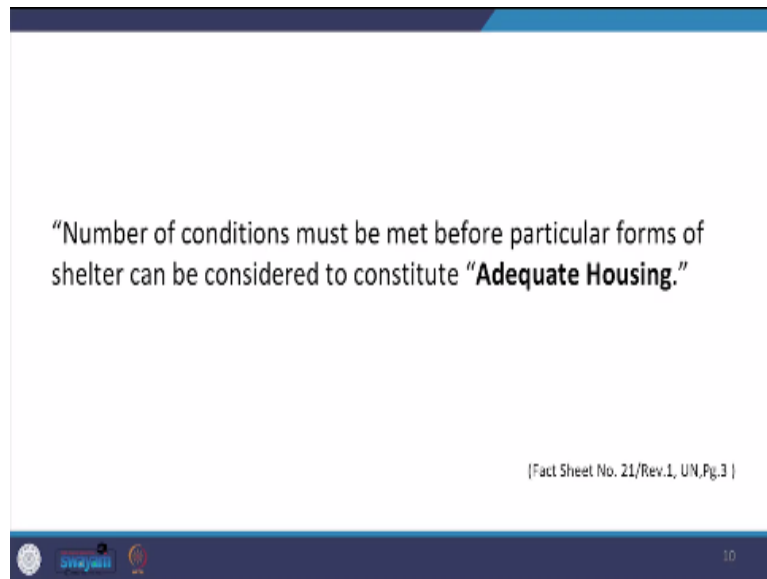 “Number of conditions must be met before particular forms of
shelter can be considered to constitute “Adequate Housing.”
(Fact Sheet No. 21/Rev.1, UN,Pg.3 )
swayam
10